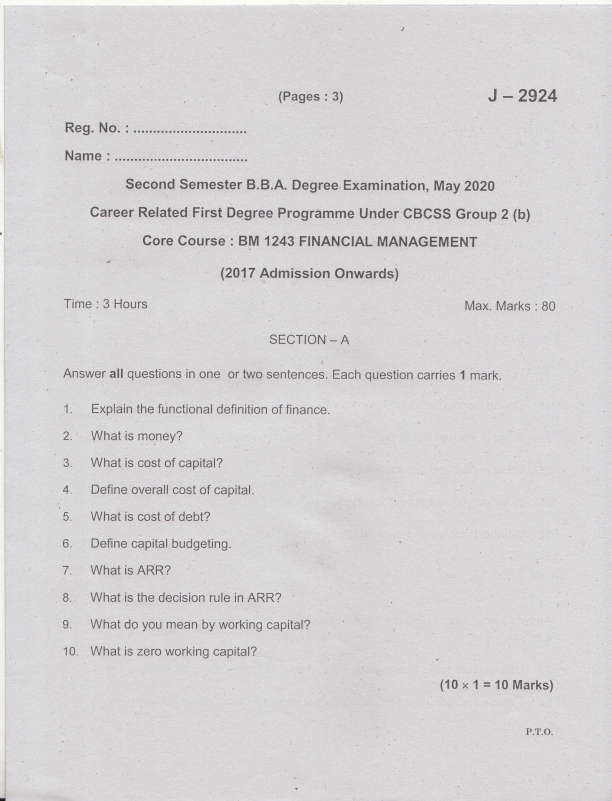 (Pages : 3) J – 2924
Reg. No. : .............................
Name : ..................................
Second Semester B.B.A. Degree Examination, May 2020
Career Related First Degree Programme Under CBCSS Group 2 (b)
Core Course : BM 1243 FINANCIAL MANAGEMENT
(2017 Admission Onwards)
Time : 3 Hours Max. Marks : 80
SECTION – A
Answer all questions in one or two sentences. Each question carries 1 mark.
1. Explain the functional definition of finance.
2. What is money?
3. What is cost of capital?
4. Define overall cost of capital.
5. What is cost of debt?
6. Define capital budgeting.
7. What is ARR?
8. What is the decision rule in ARR?
9. What do you mean by working capital?
10. What is zero working capital?
(10 × 1 = 10 Marks)
P.T.O.